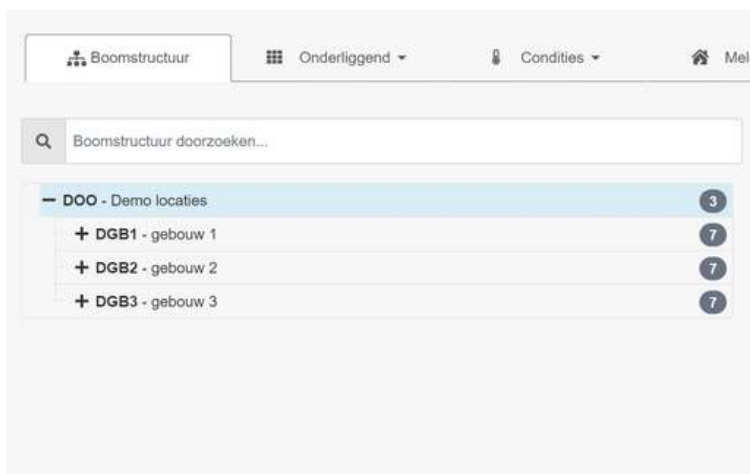 Boomstructuur Onderliggend Condities Mel
Boomstructuur doorzoeken...
DOO - Demo locaties 3
DGB1 - gebouw 1 7
DGB2 - gebouw 2 7
DGB3 - gebouw 3 7